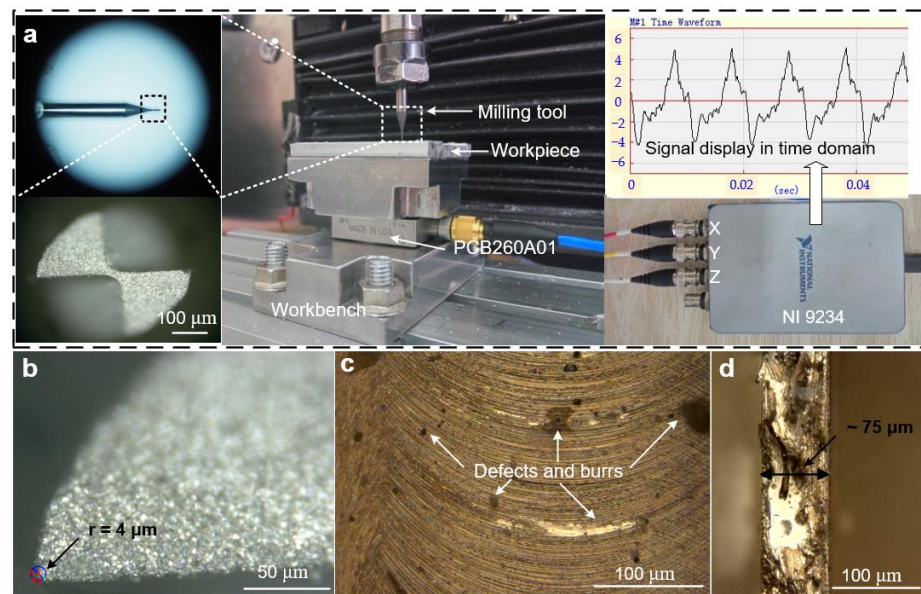 a
100 μm
Milling tool
Workpiece
MADE IN USA
PCB260A01
Workbench
M#1 Time Waveform
6
4
2
0
-2
-4
-6
Signal display in time domain
0
0.02
(sec)
0.04
X
Y
Z
NATIONAL
INSTRUMENTS
NI 9234
b
r = 4 μm
50 μm
c
Defects and burrs
100 μm
d
~ 75 μm
100 μm